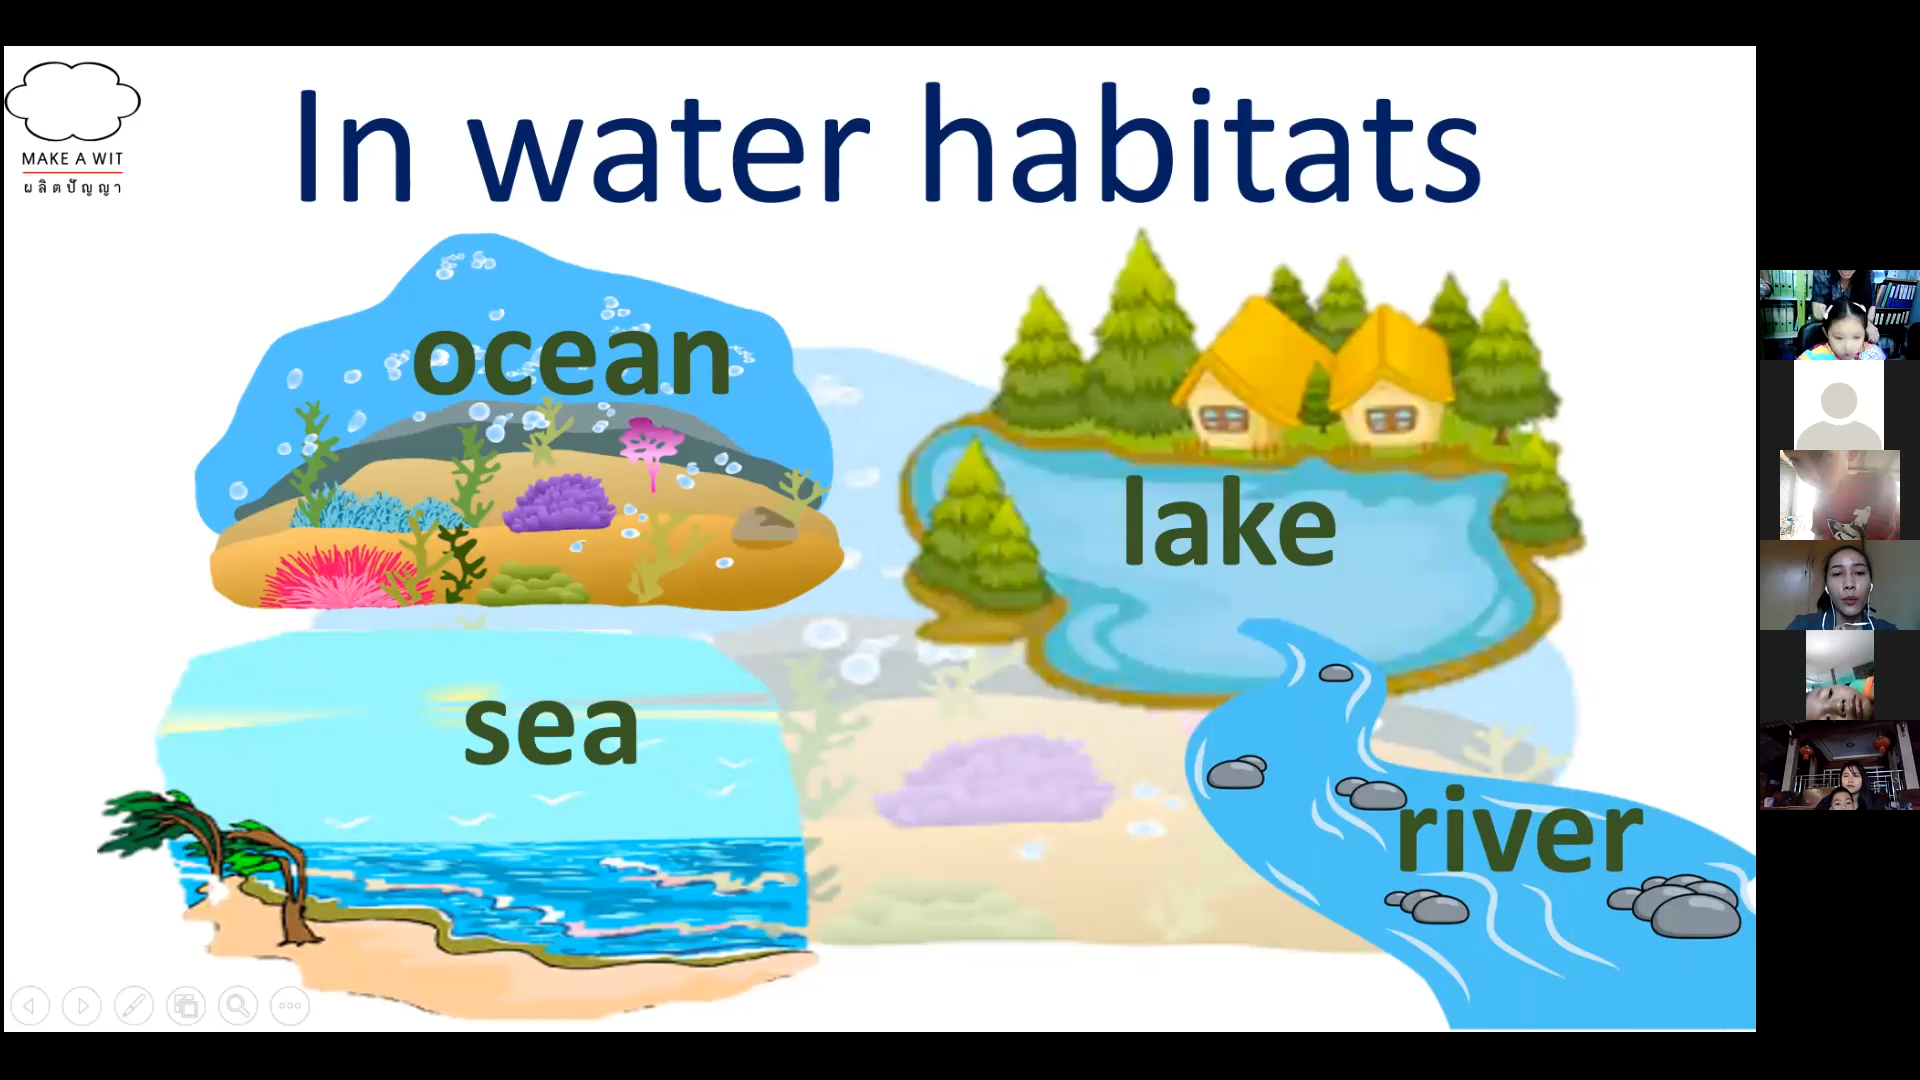 MAKE A WIT
ผลิตปัญญา
In water habitats
ocean
lake
sea
river